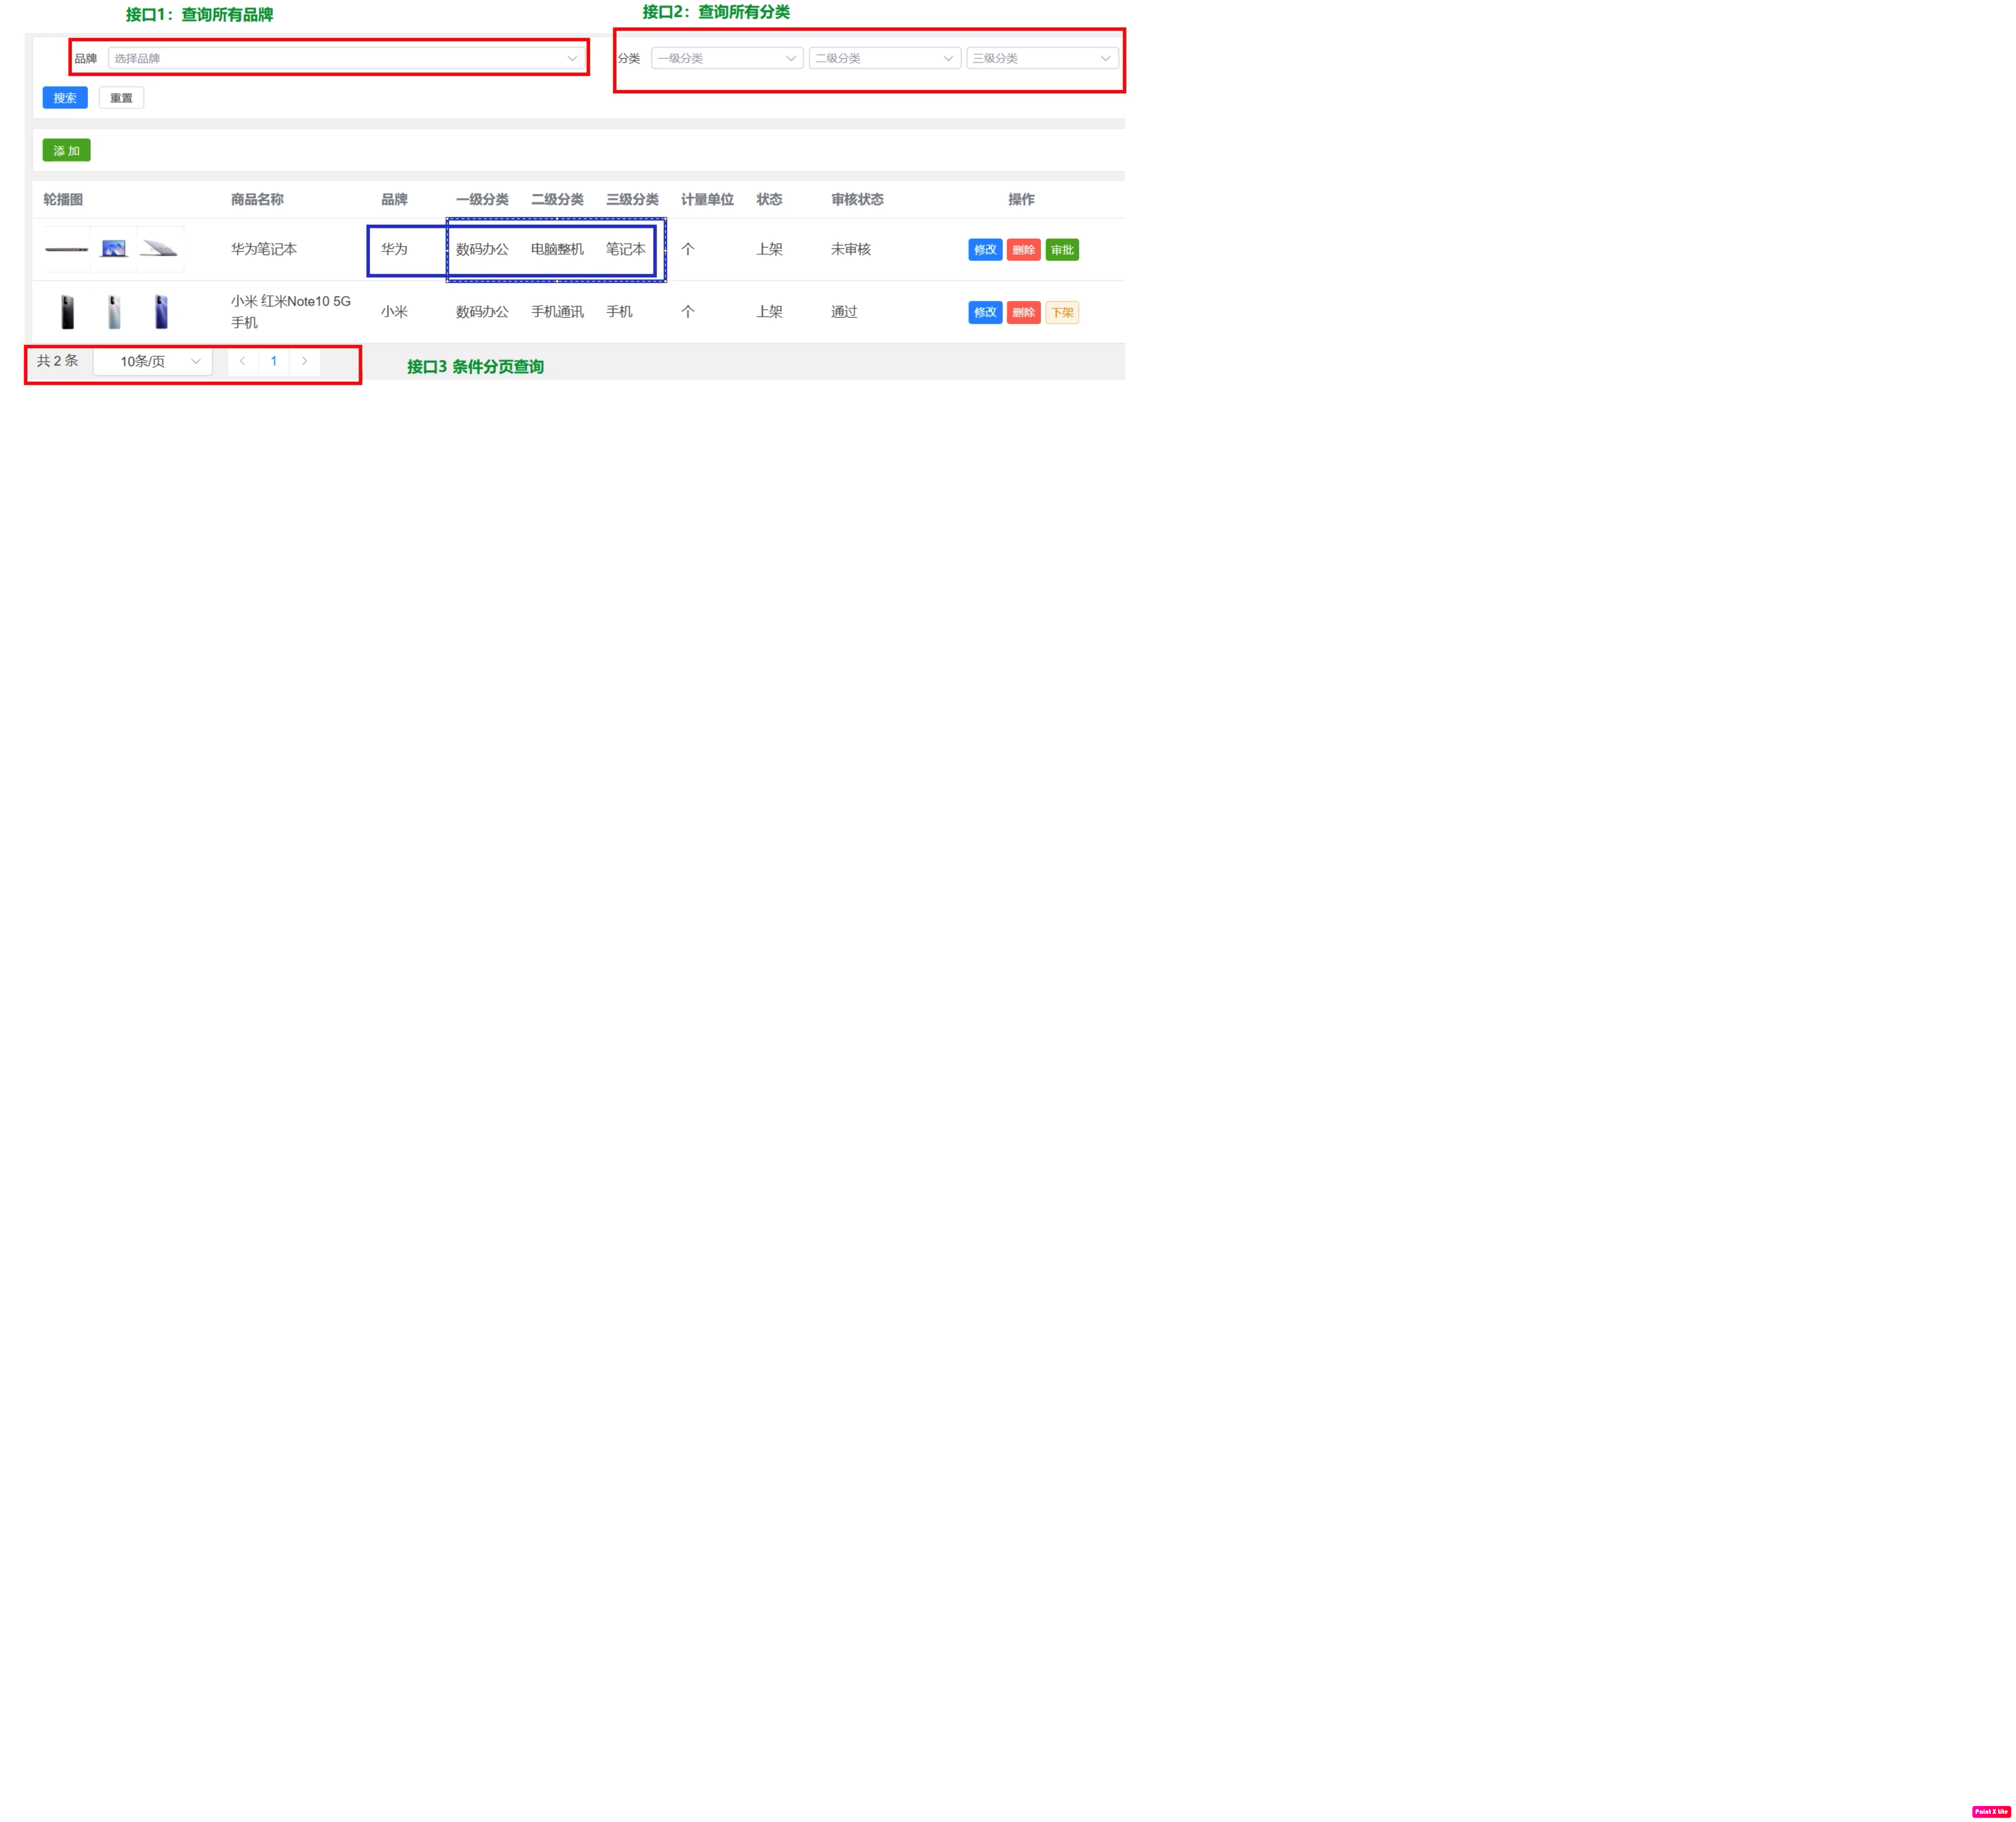 接口1：查询所有品牌
接口2：查询所有分类
品牌 选择品牌
分类 一级分类 二级分类 三级分类
搜索 重置
添 加
轮播图 商品名称 品牌 一级分类 二级分类 三级分类 计量单位 状态 审核状态 操作
华为笔记本 华为 数码办公 电脑整机 笔记本 个 上架 未审核 修改 删除 审批
小米 红米Note10 5G
手机 小米 数码办公 手机通讯 手机 个 上架 通过 修改 删除 下架
共 2 条 10条/页 1
接口3 条件分页查询
Paint X Lite